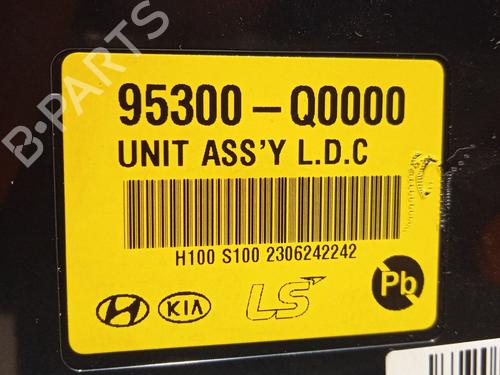 95300-Q0000
UNIT ASS'Y L.D.C
H100 S100 2306242242
KIA
LS
Pb
B-PARTS